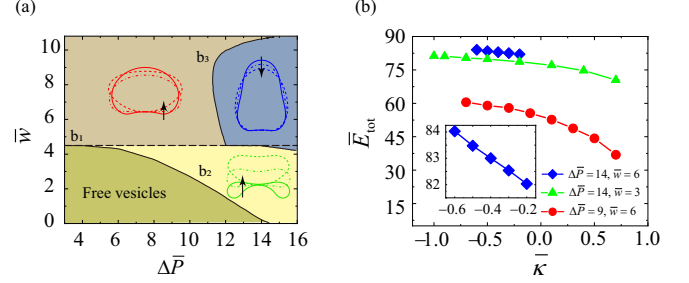 (a)
(b)
10
8
6
4
2
0
w̅
b₁
b₂
b₃
Free vesicles
4 6 8 10 12 14 16
ΔP̅
90
75
60
45
30
15
E̅tot
84
83
82
−0.6 −0.4 −0.2
ΔP̅ = 14, w̅ = 6
ΔP̅ = 14, w̅ = 3
ΔP̅ = 9, w̅ = 6
−1.0 −0.5 0.0 0.5 1.0
κ̅